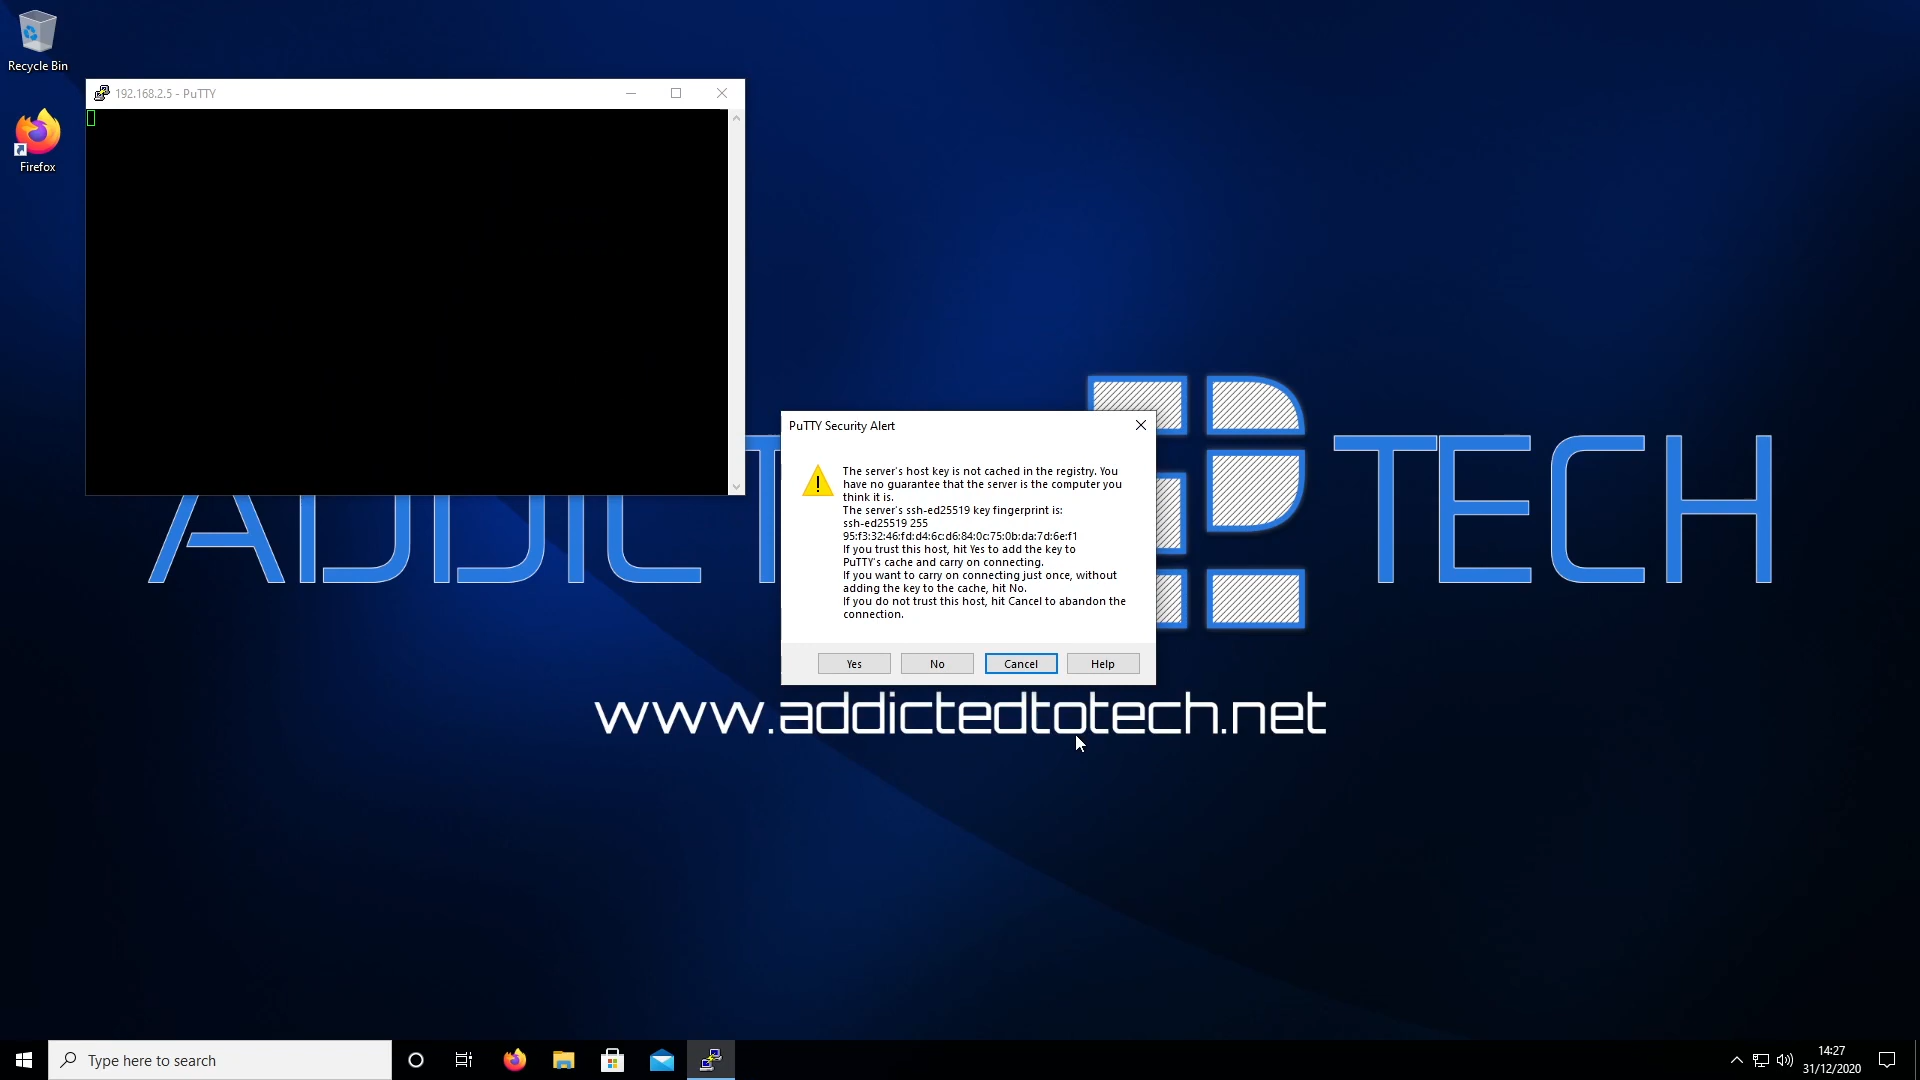 Recycle Bin
Firefox
192.168.2.5 - PuTTY
PuTTY Security Alert
The server's host key is not cached in the registry. You
have no guarantee that the server is the computer you
think it is.
The server's ssh-ed25519 key fingerprint is:
ssh-ed25519 255
95:f3:32:46:fd:d4:6c:d6:84:0c:75:0b:da:7d:6e:f1
If you trust this host, hit Yes to add the key to
PuTTY's cache and carry on connecting.
If you want to carry on connecting just once, without
adding the key to the cache, hit No.
If you do not trust this host, hit Cancel to abandon the
connection.
Yes No Cancel Help
TECH
www.addictedtotech.net
Type here to search
14:27
31/12/2020